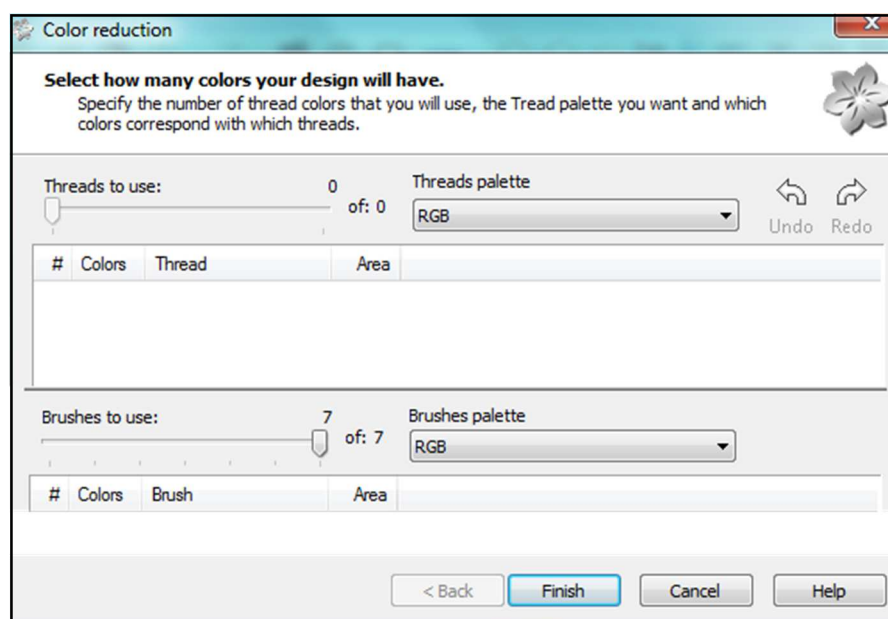 Color reduction
Select how many colors your design will have.
Specify the number of thread colors that you will use, the Tread palette you want and which
colors correspond with which threads.
Threads to use: 0 of: 0 Threads palette
RGB
Undo Redo
# Colors Thread Area
Brushes to use: 7 of: 7 Brushes palette
RGB
# Colors Brush Area
< Back Finish Cancel Help